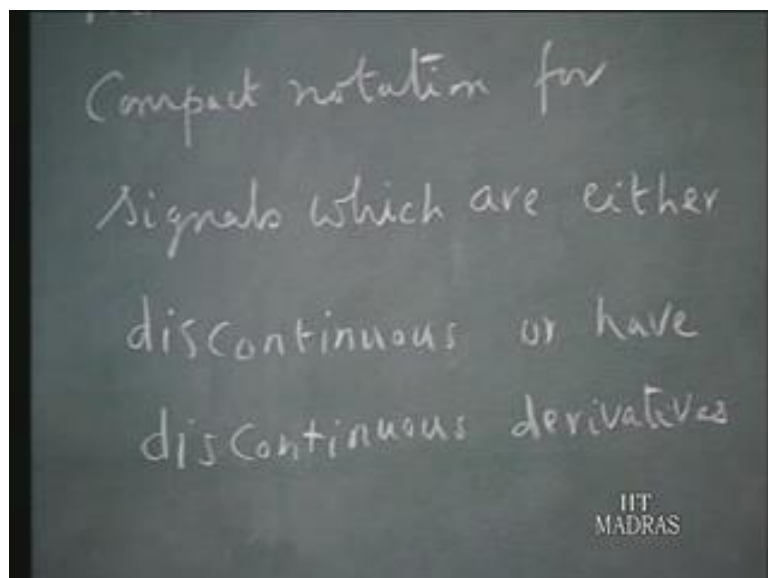 Compact notation for
signals which are either
discontinuous or have
discontinuous derivatives
IIT
MADRAS